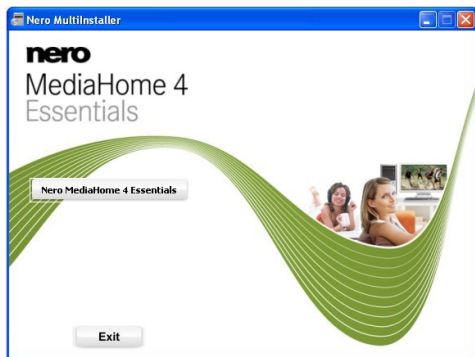 Nero MultiInstaller
nero
MediaHome 4
Essentials
Nero MediaHome 4 Essentials
Exit